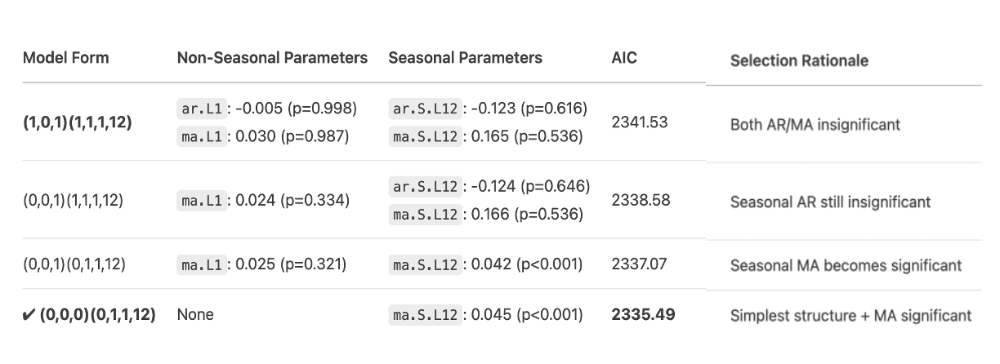 Model Form Non-Seasonal Parameters Seasonal Parameters AIC Selection Rationale
(1,0,1)(1,1,1,12) ar.L1: -0.005 (p=0.998) ar.S.L12: -0.123 (p=0.616) 2341.53 Both AR/MA insignificant
ma.L1: 0.030 (p=0.987) ma.S.L12: 0.165 (p=0.536)
(0,0,1)(1,1,1,12) ma.L1: 0.024 (p=0.334) ar.S.L12: -0.124 (p=0.646) 2338.58 Seasonal AR still insignificant
ma.S.L12: 0.166 (p=0.536)
(0,0,1)(0,1,1,12) ma.L1: 0.025 (p=0.321) ma.S.L12: 0.042 (p<0.001) 2337.07 Seasonal MA becomes significant
✔ (0,0,0)(0,1,1,12) None ma.S.L12: 0.045 (p<0.001) 2335.49 Simplest structure + MA significant